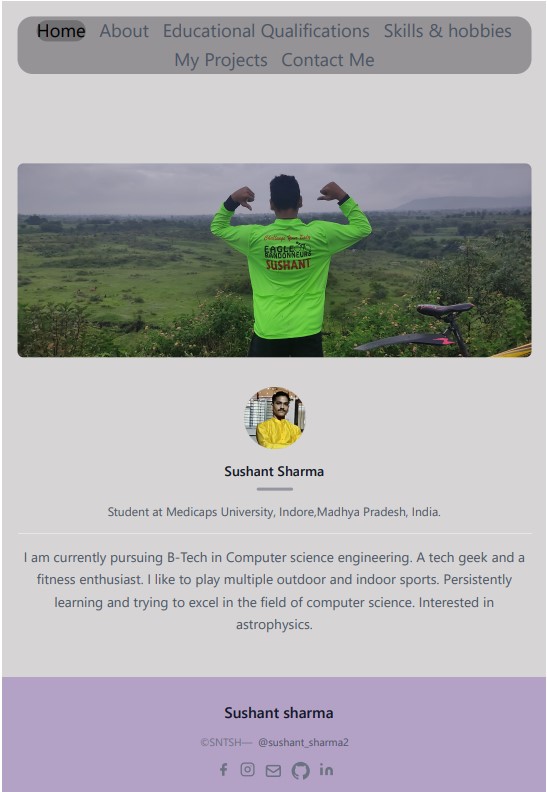 Home About Educational Qualifications Skills & hobbies
My Projects Contact Me
Challenge Your Limits
EAGLE
RANDONNEURS
SUSHANT
Sushant Sharma
Student at Medicaps University, Indore,Madhya Pradesh, India.
I am currently pursuing B-Tech in Computer science engineering. A tech geek and a
fitness enthusiast. I like to play multiple outdoor and indoor sports. Persistently
learning and trying to excel in the field of computer science. Interested in
astrophysics.
Sushant sharma
©SNTSH— @sushant_sharma2